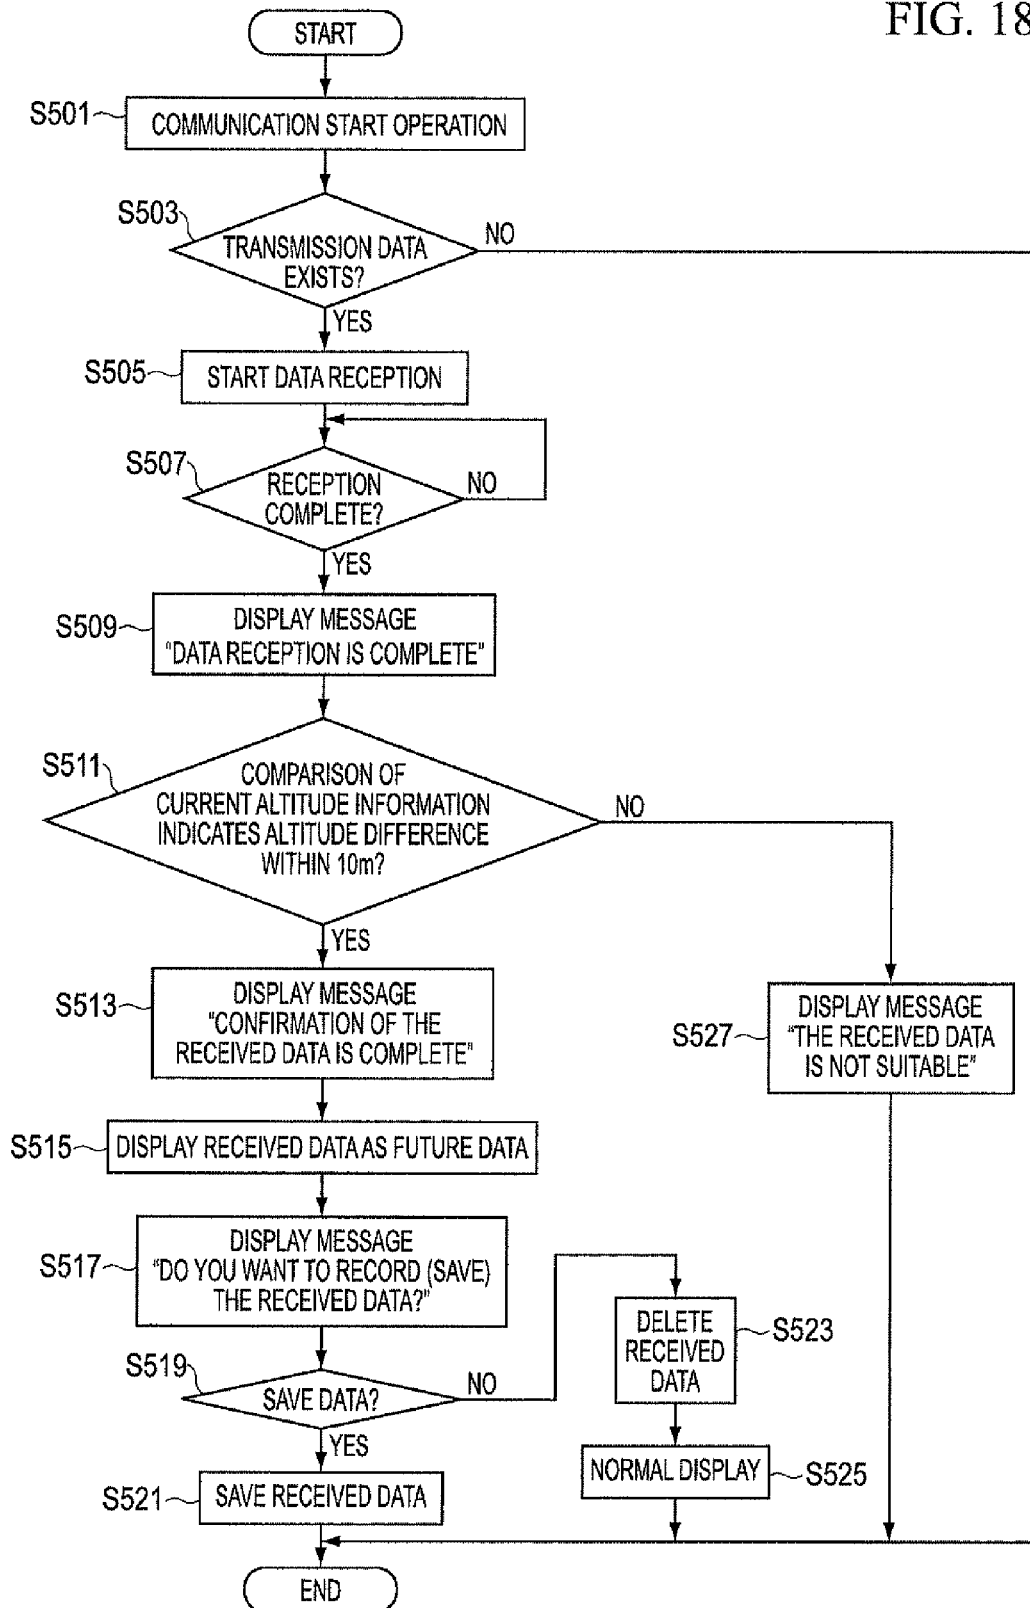 FIG. 18
START
S501
COMMUNICATION START OPERATION
S503
TRANSMISSION DATA
EXISTS?
NO
YES
S505
START DATA RECEPTION
S507
RECEPTION
COMPLETE?
NO
YES
S509
DISPLAY MESSAGE
"DATA RECEPTION IS COMPLETE"
S511
COMPARISON OF
CURRENT ALTITUDE INFORMATION
INDICATES ALTITUDE DIFFERENCE
WITHIN 10m?
NO
YES
S513
DISPLAY MESSAGE
"CONFIRMATION OF THE
RECEIVED DATA IS COMPLETE"
S527
DISPLAY MESSAGE
"THE RECEIVED DATA
IS NOT SUITABLE"
S515
DISPLAY RECEIVED DATA AS FUTURE DATA
S517
DISPLAY MESSAGE
"DO YOU WANT TO RECORD (SAVE)
THE RECEIVED DATA?"
S519
SAVE DATA?
NO
YES
DELETE
RECEIVED
DATA
S523
NORMAL DISPLAY
S525
S521
SAVE RECEIVED DATA
END